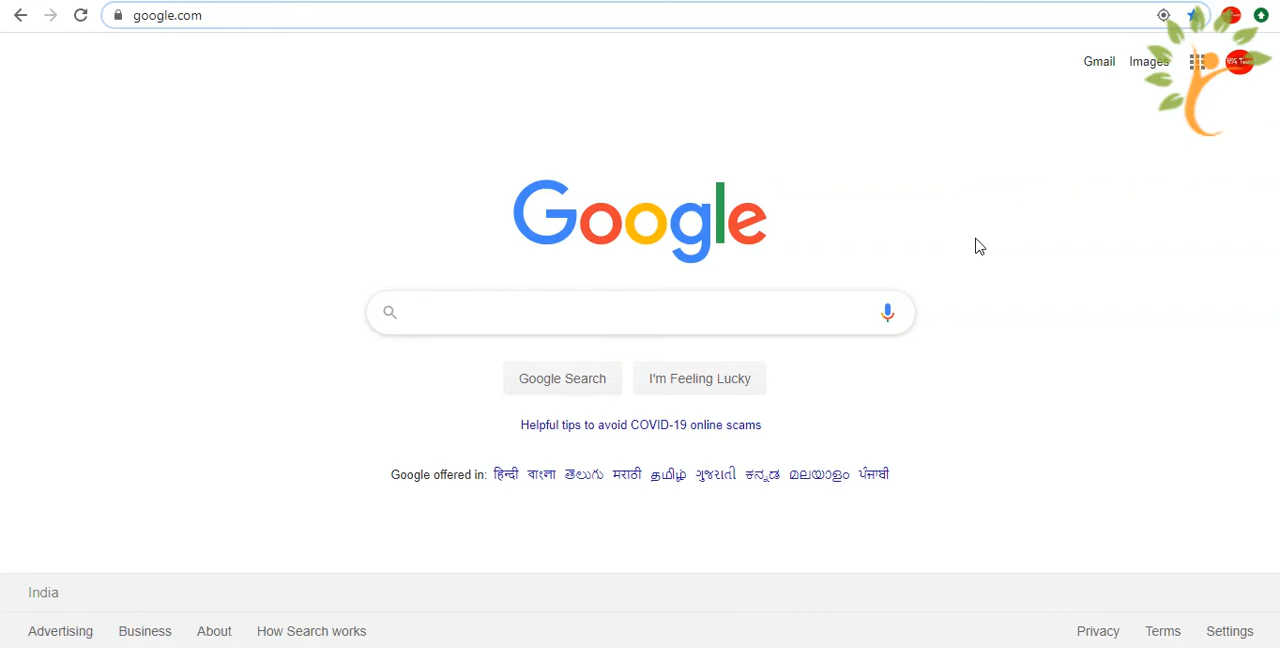 google.com
Gmail Images
Google
Google Search I'm Feeling Lucky
Helpful tips to avoid COVID-19 online scams
Google offered in: हिन्दी বাংলা తెలుగు मराठी தமிழ் ગુજરાતી ಕನ್ನಡ മലയാളം ਪੰਜਾਬੀ
India
Advertising Business About How Search works Privacy Terms Settings